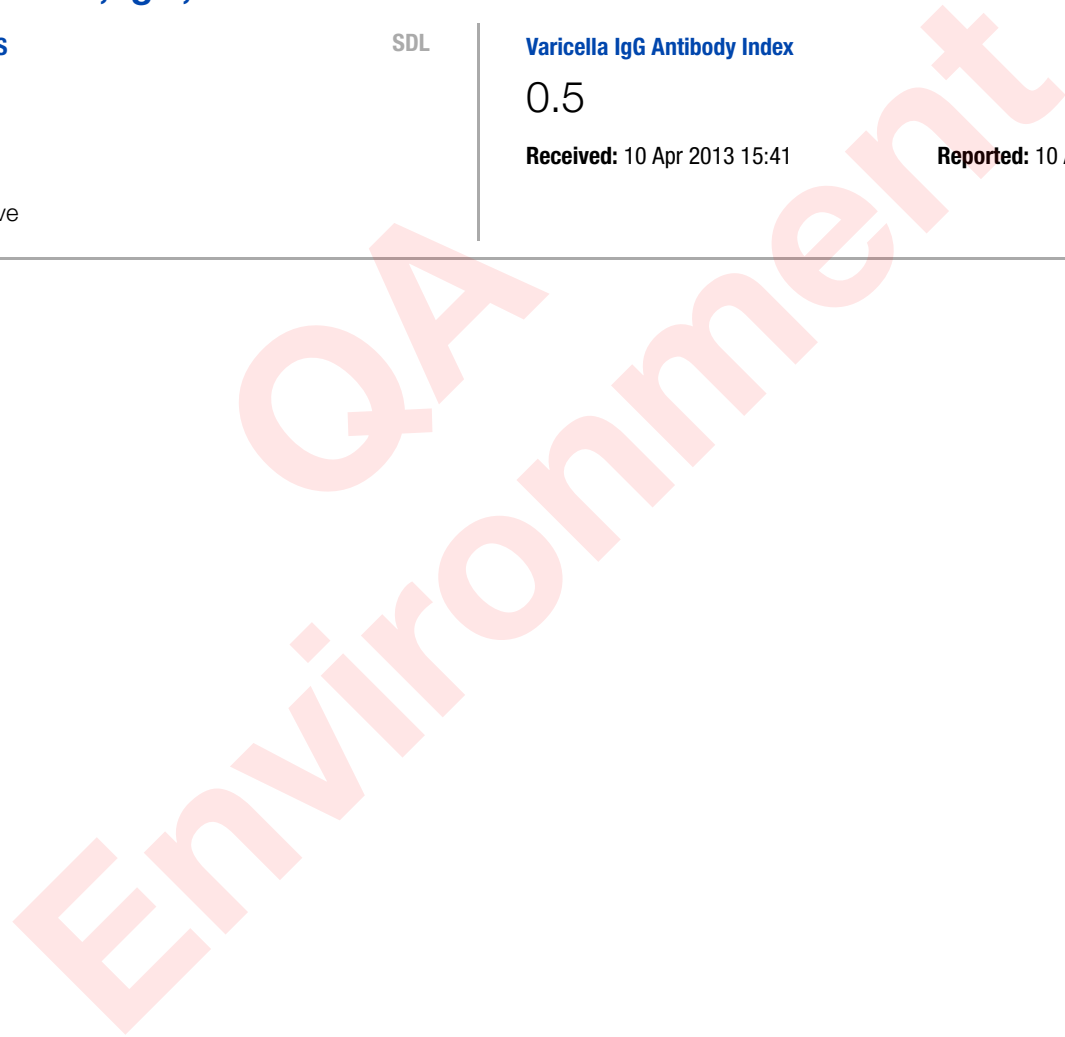 SDL
Varicella IgG Antibody Index
0.5
Received: 10 Apr 2013 15:41
Reported: 10
QA
Environment